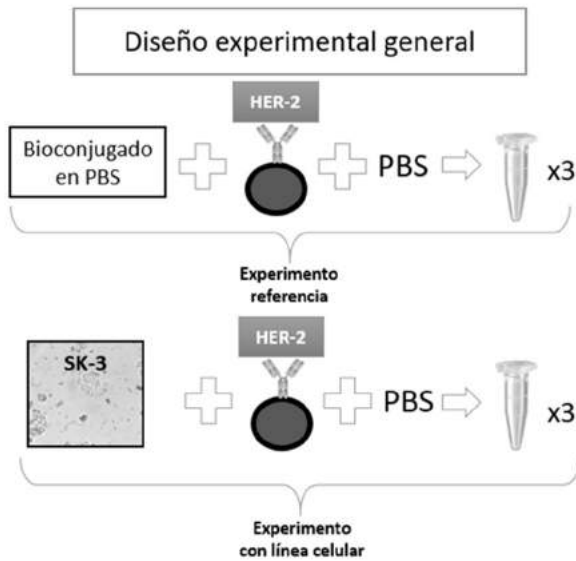 Diseño experimental general
HER-2
Bioconjugado
en PBS
PBS
x3
Experimento
referencia
SK-3
HER-2
PBS
x3
Experimento
con línea celular